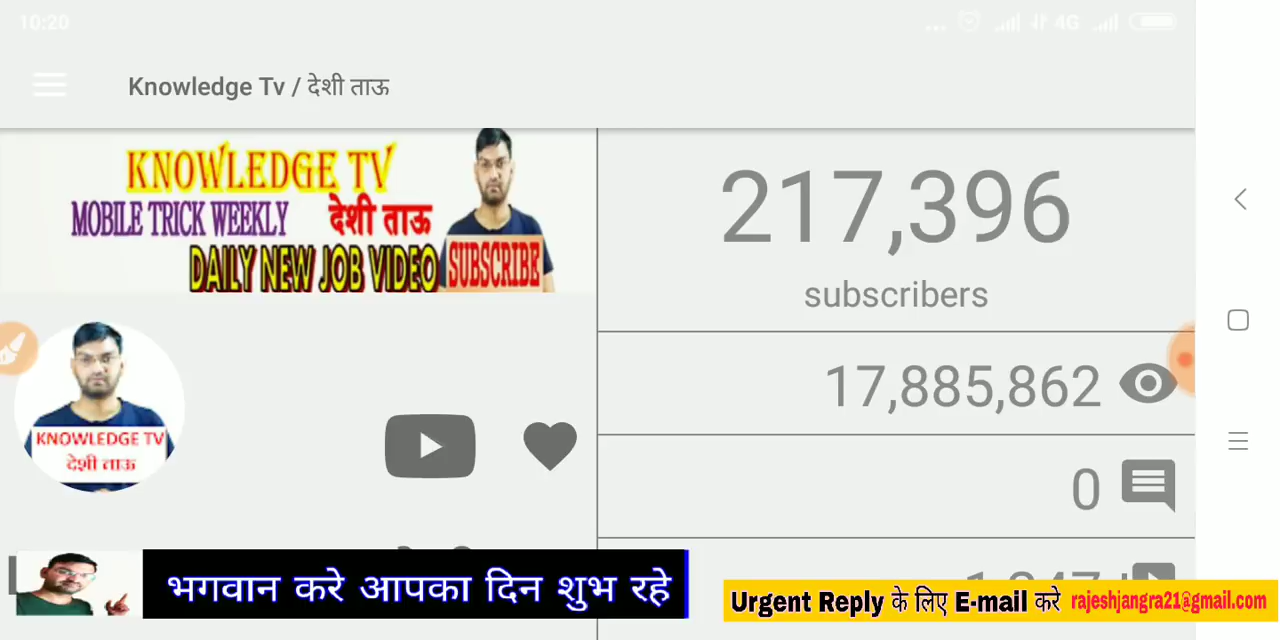 10:20
4G
Knowledge Tv / देशी ताऊ
KNOWLEDGE TV
MOBILE TRICK WEEKLY देशी ताऊ
DAILY NEW JOB VIDEO SUBSCRIBE
217,396
subscribers
17,885,862
0
KNOWLEDGE TV
देशी ताऊ
भगवान करे आपका दिन शुभ रहे
Urgent Reply के लिए E-mail करे rajeshjangra21@gmail.com